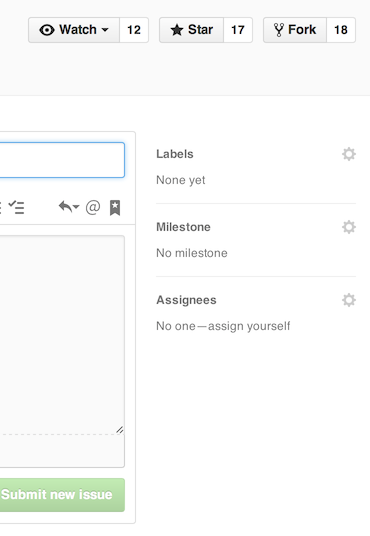 Watch 12 Star 17 Fork 18
Labels
None yet
@
Milestone
No milestone
Assignees
No one—assign yourself
Submit new issue